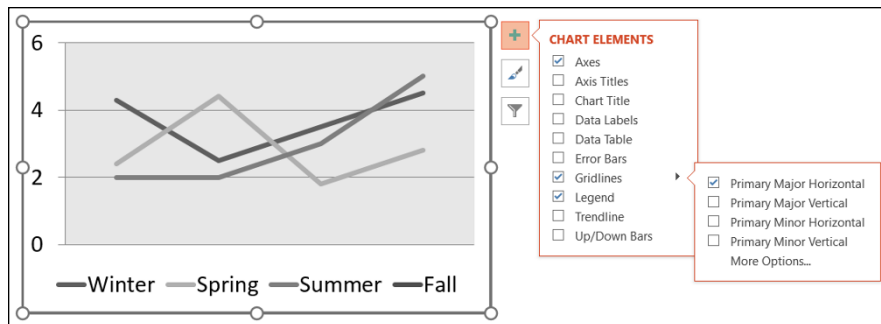 6
4
2
0
Winter Spring Summer Fall
CHART ELEMENTS
Axes
Axis Titles
Chart Title
Data Labels
Data Table
Error Bars
Gridlines
Legend
Trendline
Up/Down Bars
Primary Major Horizontal
Primary Major Vertical
Primary Minor Horizontal
Primary Minor Vertical
More Options...